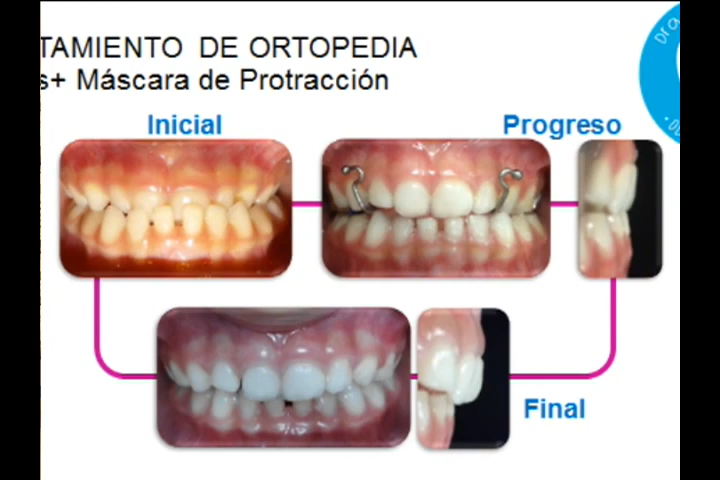 TAMIENTO DE ORTOPEDIA
s+ Máscara de Protracción
Inicial
Progreso
Final